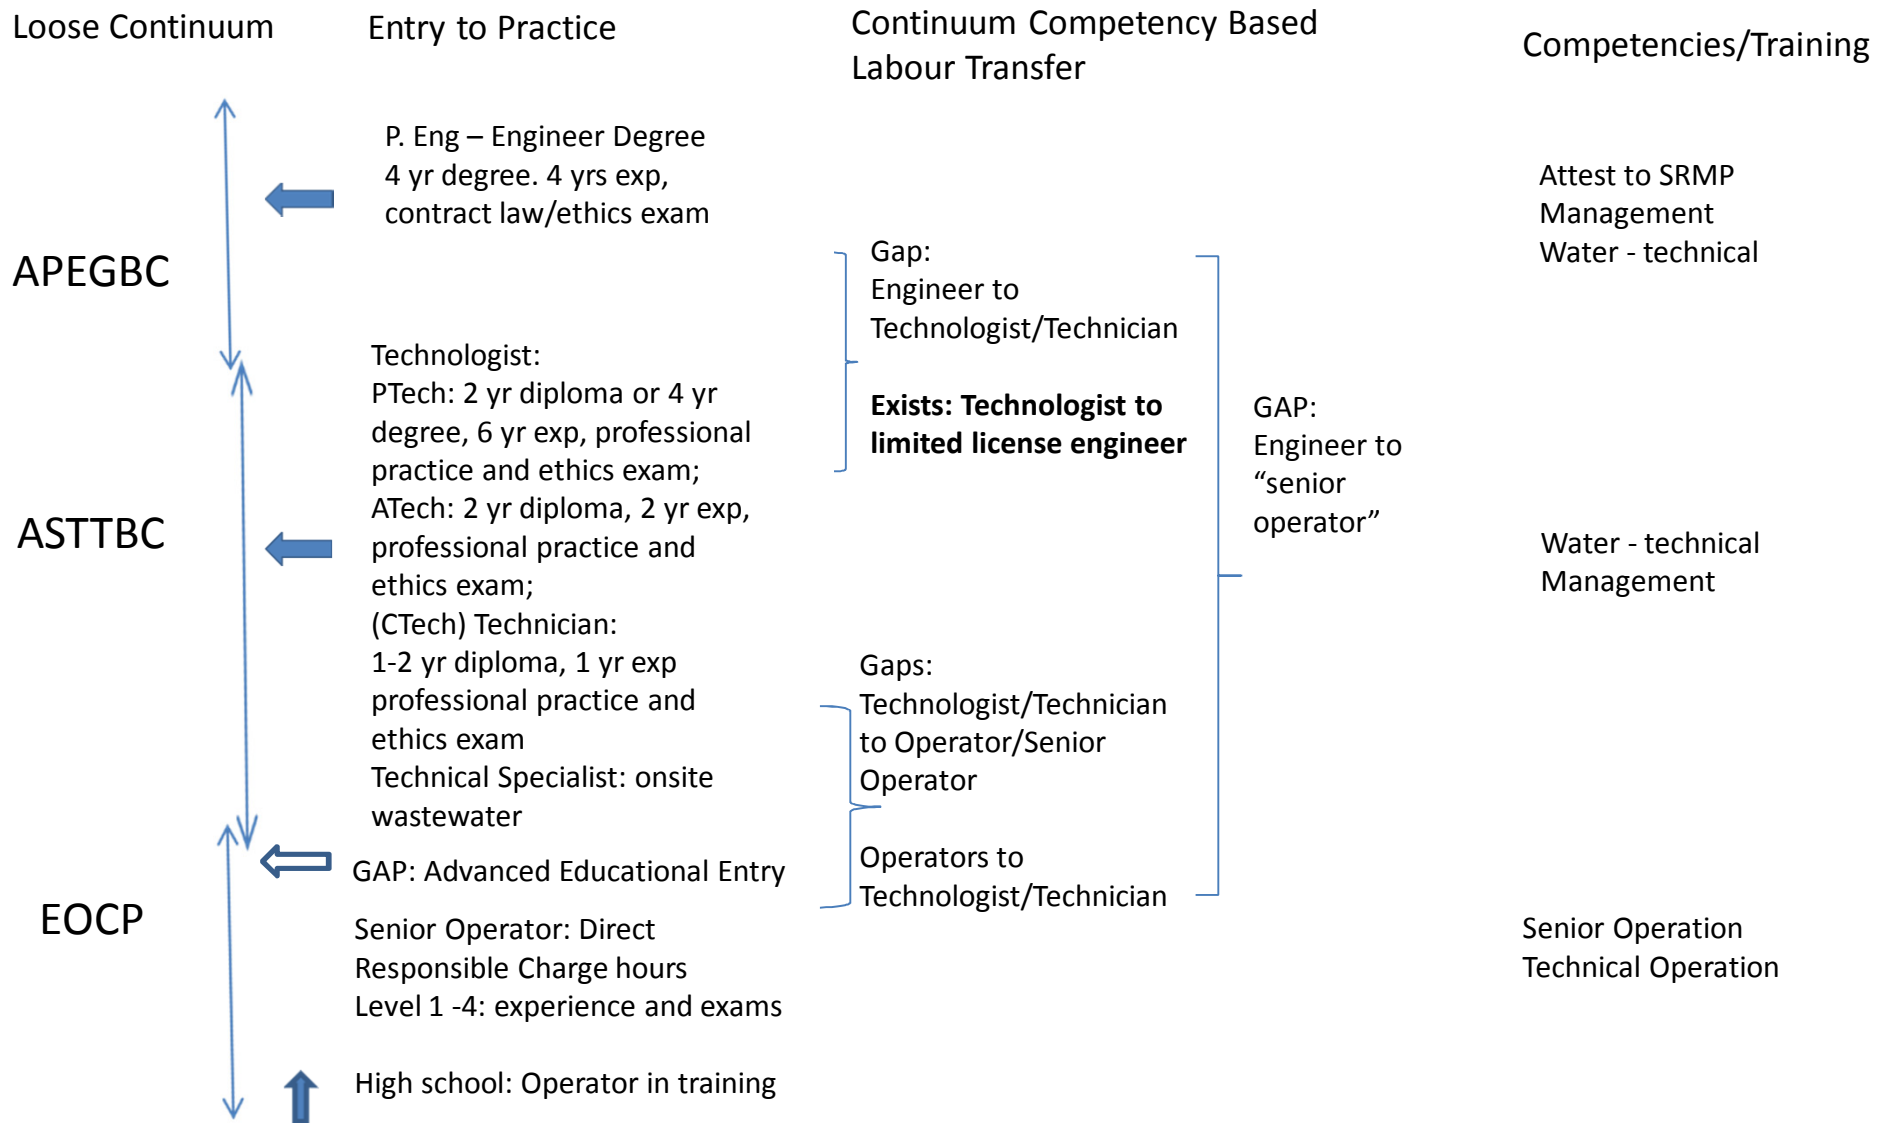 Loose Continuum
Entry to Practice
Continuum Competency Based
Labour Transfer
Competencies/Training
APEGBC
P. Eng – Engineer Degree
4 yr degree. 4 yrs exp,
contract law/ethics exam
Gap:
Engineer to
Technologist/Technician
Exists: Technologist to
limited license engineer
Attest to SRMP
Management
Water - technical
ASTTBC
Technologist:
PTech: 2 yr diploma or 4 yr
degree, 6 yr exp, professional
practice and ethics exam;
ATech: 2 yr diploma, 2 yr exp,
professional practice and
ethics exam;
(CTech) Technician:
1-2 yr diploma, 1 yr exp
professional practice and
ethics exam
Technical Specialist: onsite
wastewater
GAP:
Engineer to
“senior
operator”
Water - technical
Management
Gaps:
Technologist/Technician
to Operator/Senior
Operator
Operators to
Technologist/Technician
EOCP
GAP: Advanced Educational Entry
Senior Operator: Direct
Responsible Charge hours
Level 1 -4: experience and exams
High school: Operator in training
Senior Operation
Technical Operation